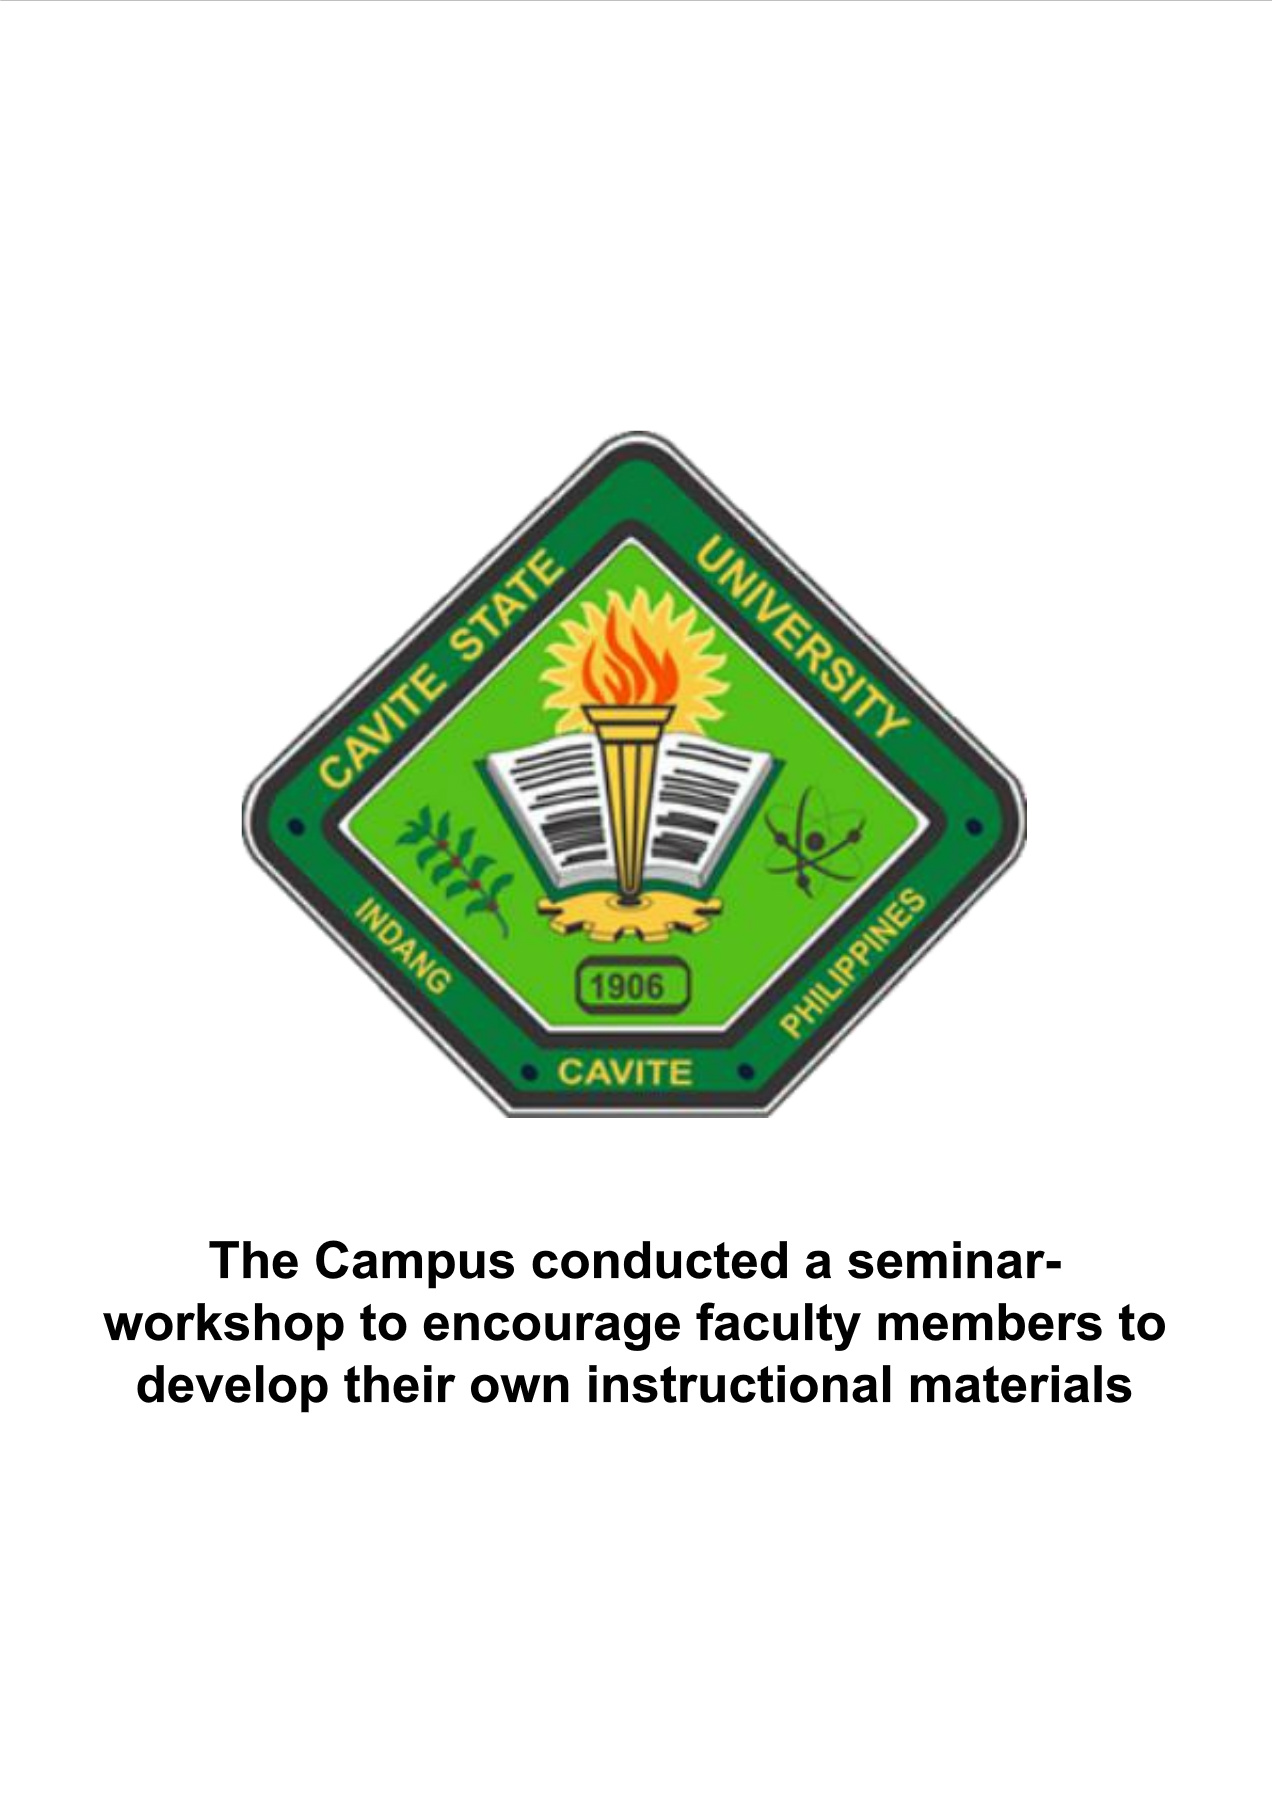 CAVITE STATE
UNIVERSITY
INDANG
PHILIPPINES
1906
CAVITE
The Campus conducted a seminar-
workshop to encourage faculty members to
develop their own instructional materials